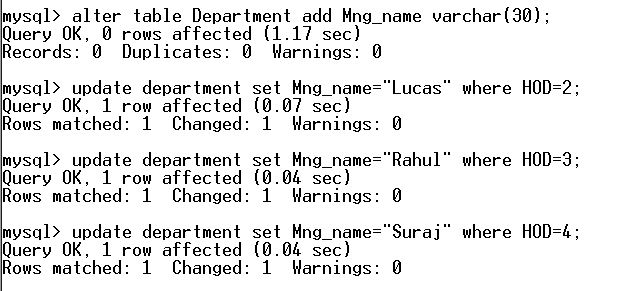 mysql> alter table Department add Mng_name varchar(30);
Query OK, 0 rows affected (1.17 sec)
Records: 0  Duplicates: 0  Warnings: 0
mysql> update department set Mng_name="Lucas" where HOD=2;
Query OK, 1 row affected (0.07 sec)
Rows matched: 1  Changed: 1  Warnings: 0
mysql> update department set Mng_name="Rahul" where HOD=3;
Query OK, 1 row affected (0.04 sec)
Rows matched: 1  Changed: 1  Warnings: 0
mysql> update department set Mng_name="Suraj" where HOD=4;
Query OK, 1 row affected (0.04 sec)
Rows matched: 1  Changed: 1  Warnings: 0